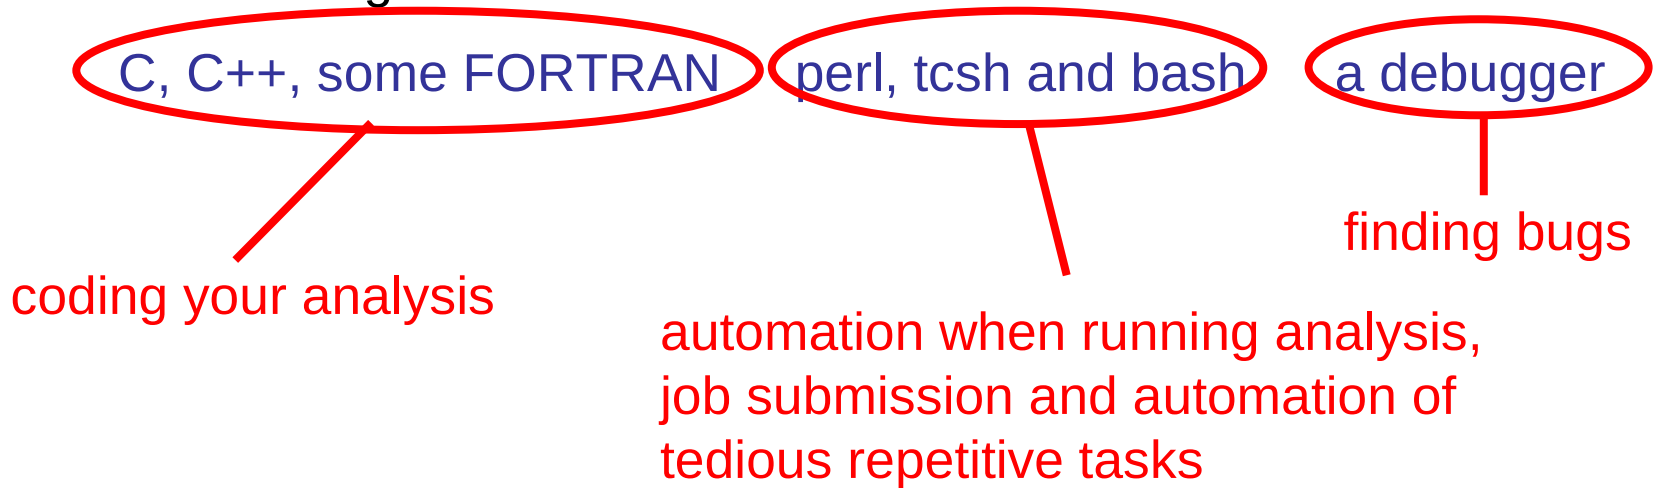 C, C++, some FORTRAN perl, tcsh and bash a debugger
finding bugs
coding your analysis
automation when running analysis,
job submission and automation of
tedious repetitive tasks